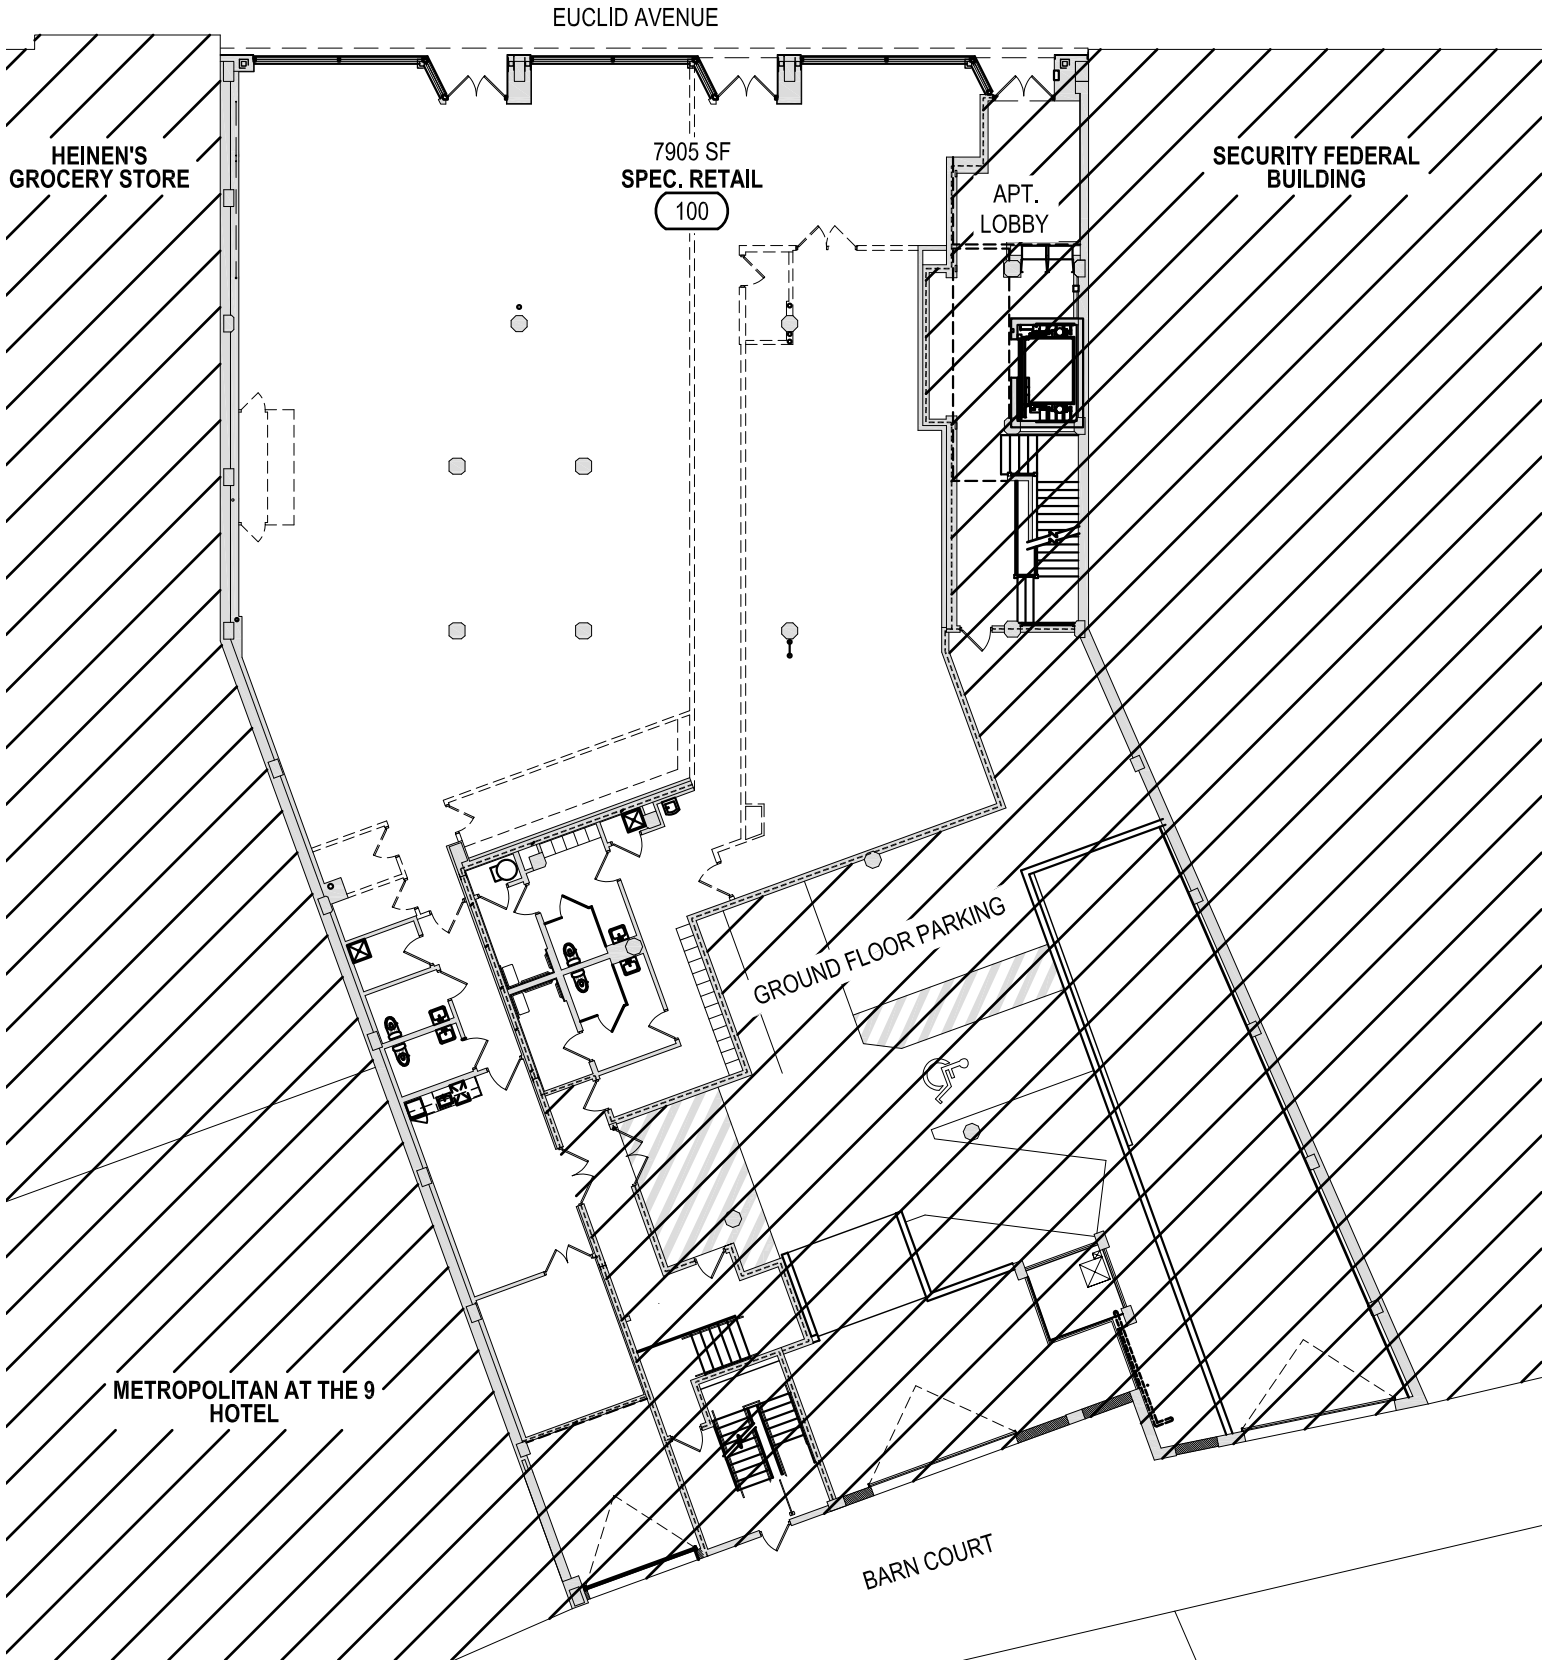 EUCLID AVENUE
HEINEN'S
GROCERY STORE
7905 SF
SPEC. RETAIL
100
SECURITY FEDERAL
BUILDING
APT.
LOBBY
GROUND FLOOR PARKING
METROPOLITAN AT THE 9
HOTEL
BARN COURT